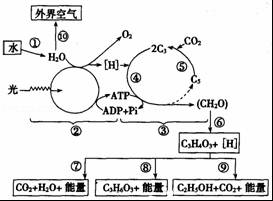 外界空气
水 ① ⑩ O₂
H₂O [H] 2C₃ CO₂
光 ④ ⑤ C₅
ATP
ADP+Pi (CH₂O)
② ③ ⑥
C₃H₄O₃+[H]
⑦ ⑧ ⑨
CO₂+H₂O+能量 C₃H₆O₃+能量 C₂H₅OH+CO₂+能量